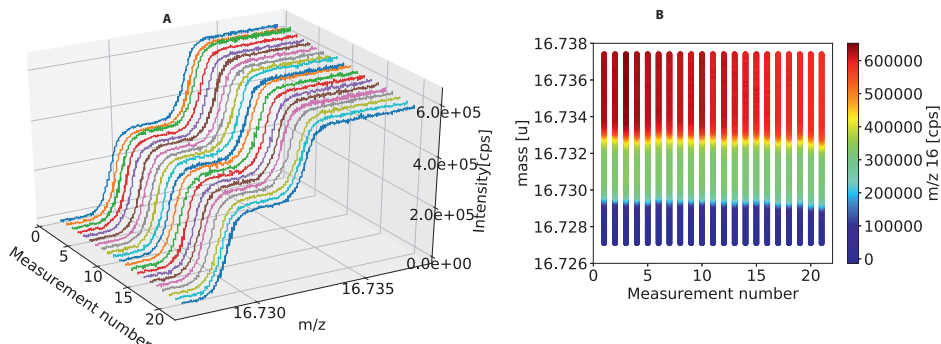 A
6.0e+05
4.0e+05
2.0e+05
0.0e+00
Intensity[cps]
0
5
10
15
20
Measurement number
16.730
16.735
m/z
B
16.738
16.736
16.734
16.732
16.730
16.728
16.726
mass [u]
0
5
10
15
20
Measurement number
600000
500000
400000
300000
200000
100000
0
m/z 16 [cps]